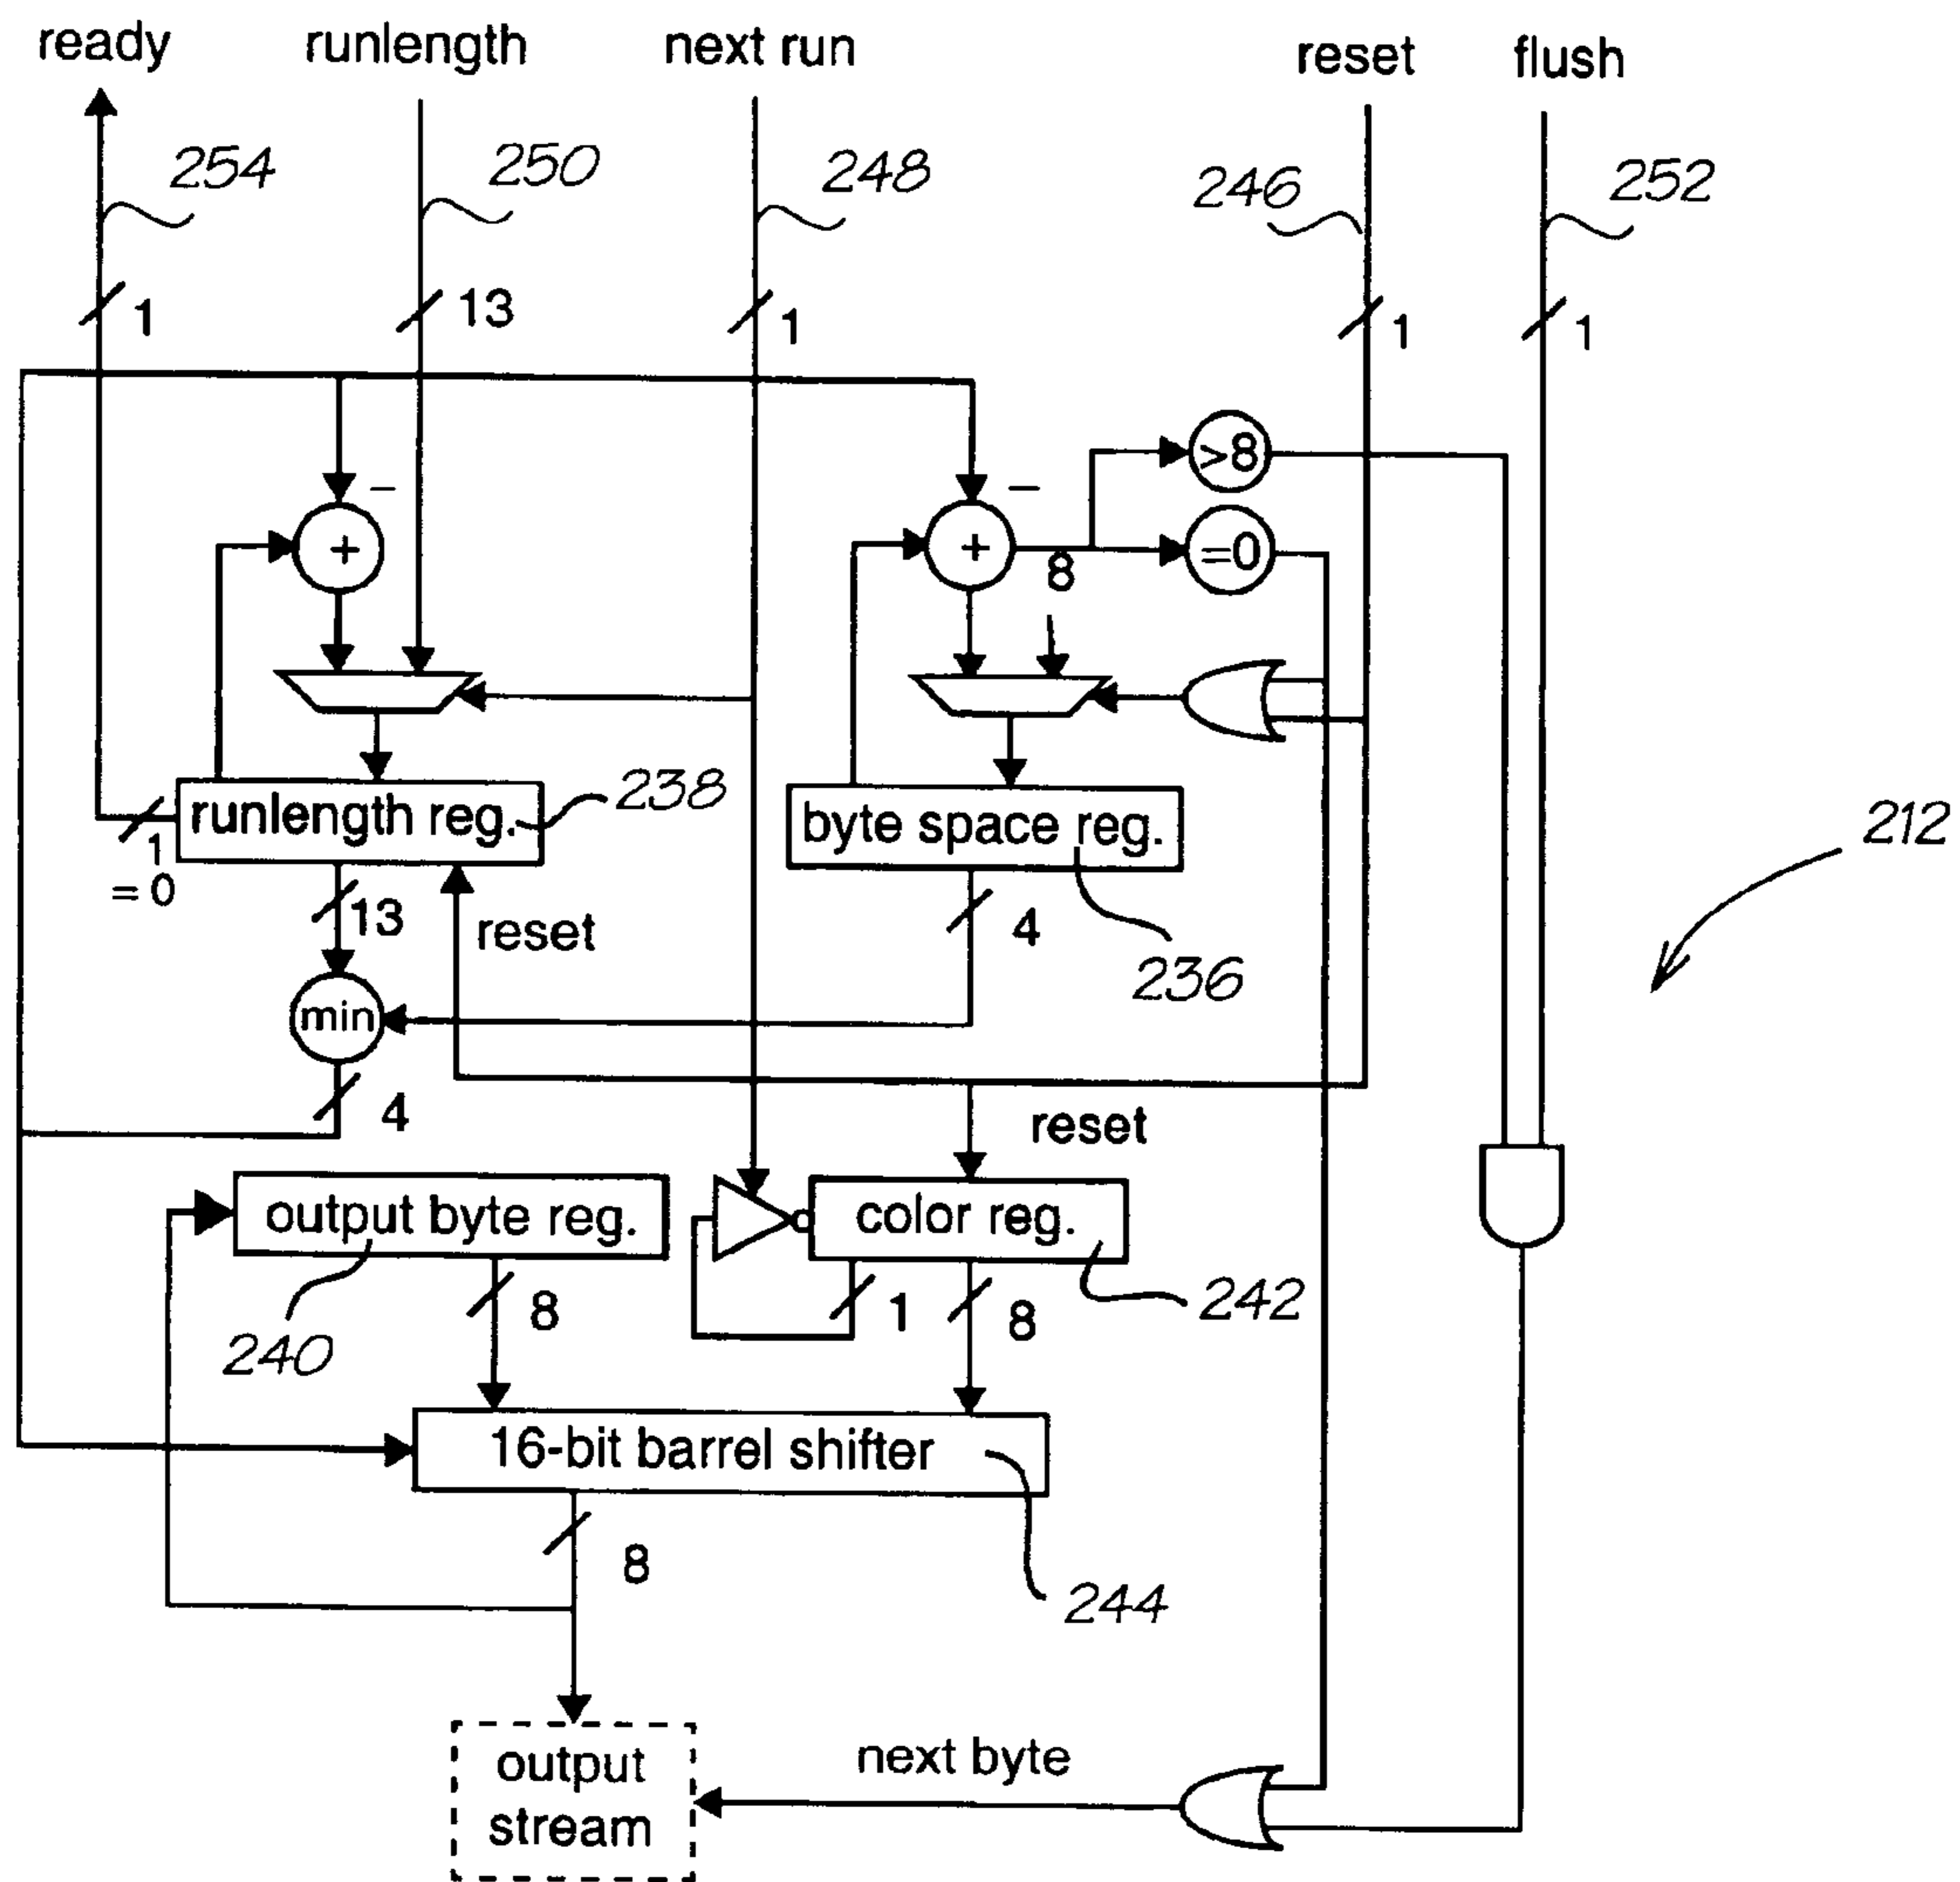 ready runlength next run reset flush
254 250 248 246 252
1 13 1 1 1
>8
− −
+ + =0
8
runlength reg. 238 byte space reg. 212
1
= 0
13 reset 4
236
min
4
reset
output byte reg. color reg.
8 1 8 242
240
16-bit barrel shifter
8
244
output
stream
next byte